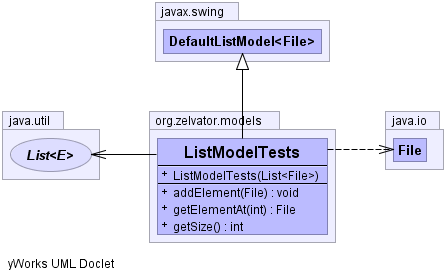 javax.swing
DefaultListModel<File>
java.util
List<E>
org.zelvator.models
ListModelTests
+ ListModelTests(List<File>)
+ addElement(File) : void
+ getElementAt(int) : File
+ getSize() : int
java.io
File
yWorks UML Doclet